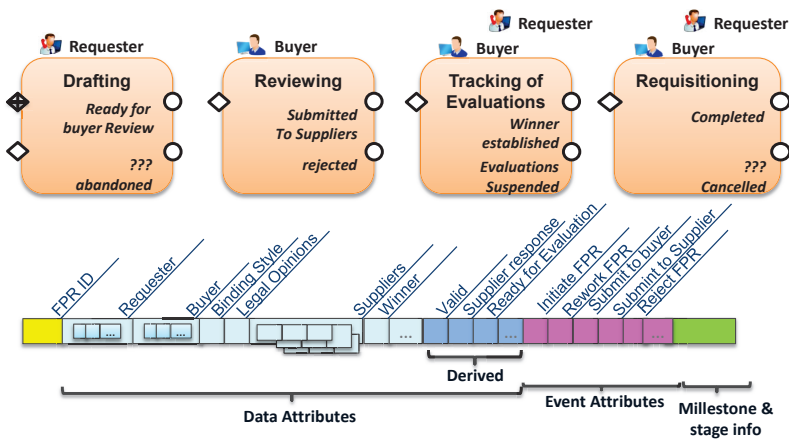 Requester
Requester
Buyer
Requester
Buyer
Requester
Buyer
Drafting
Ready for
buyer Review
???
abandoned
Reviewing
Submitted
To Suppliers
rejected
Tracking of
Evaluations
Winner
established
Evaluations
Suspended
Requisitioning
Completed
???
Cancelled
FPR ID
Requester
Buyer
Binding Style
Legal Opinions
Suppliers
Winner
Valid
Supplier response
Ready for Evaluation
Initiate FPR
Rework FPR
Submit to buyer
Submint to Supplier
Reject FPR
...
...
...
...
...
Derived
Data Attributes
Event Attributes
Millestone &
stage info